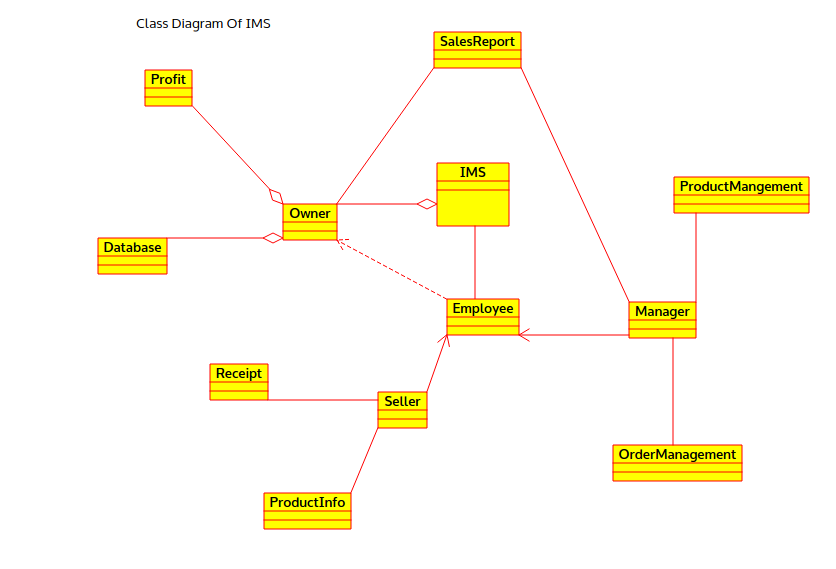 Class Diagram Of IMS
SalesReport
Profit
IMS
ProductMangement
Owner
Database
Employee
Manager
Receipt
Seller
OrderManagement
ProductInfo